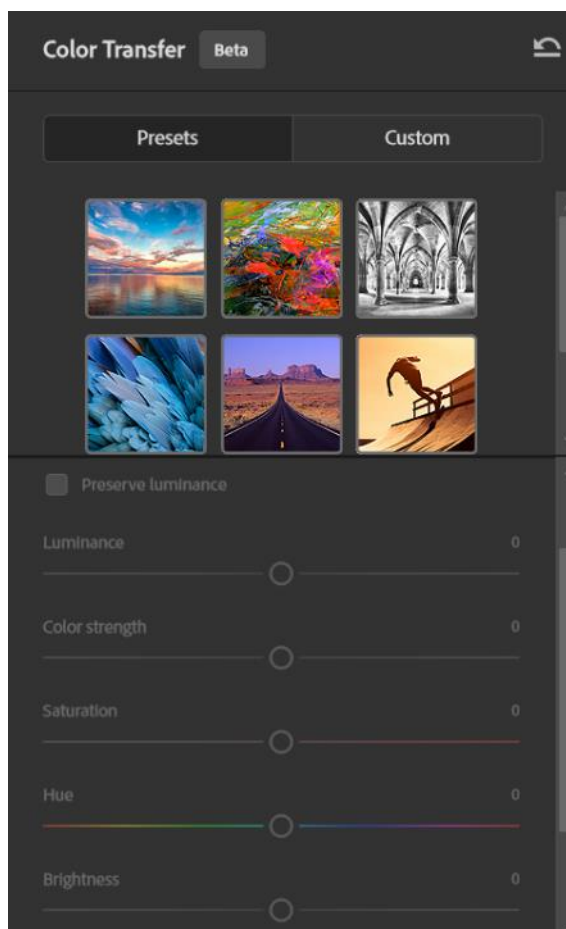 Color Transfer Beta
Presets Custom
Preserve luminance
Luminance 0
Color strength 0
Saturation 0
Hue 0
Brightness 0